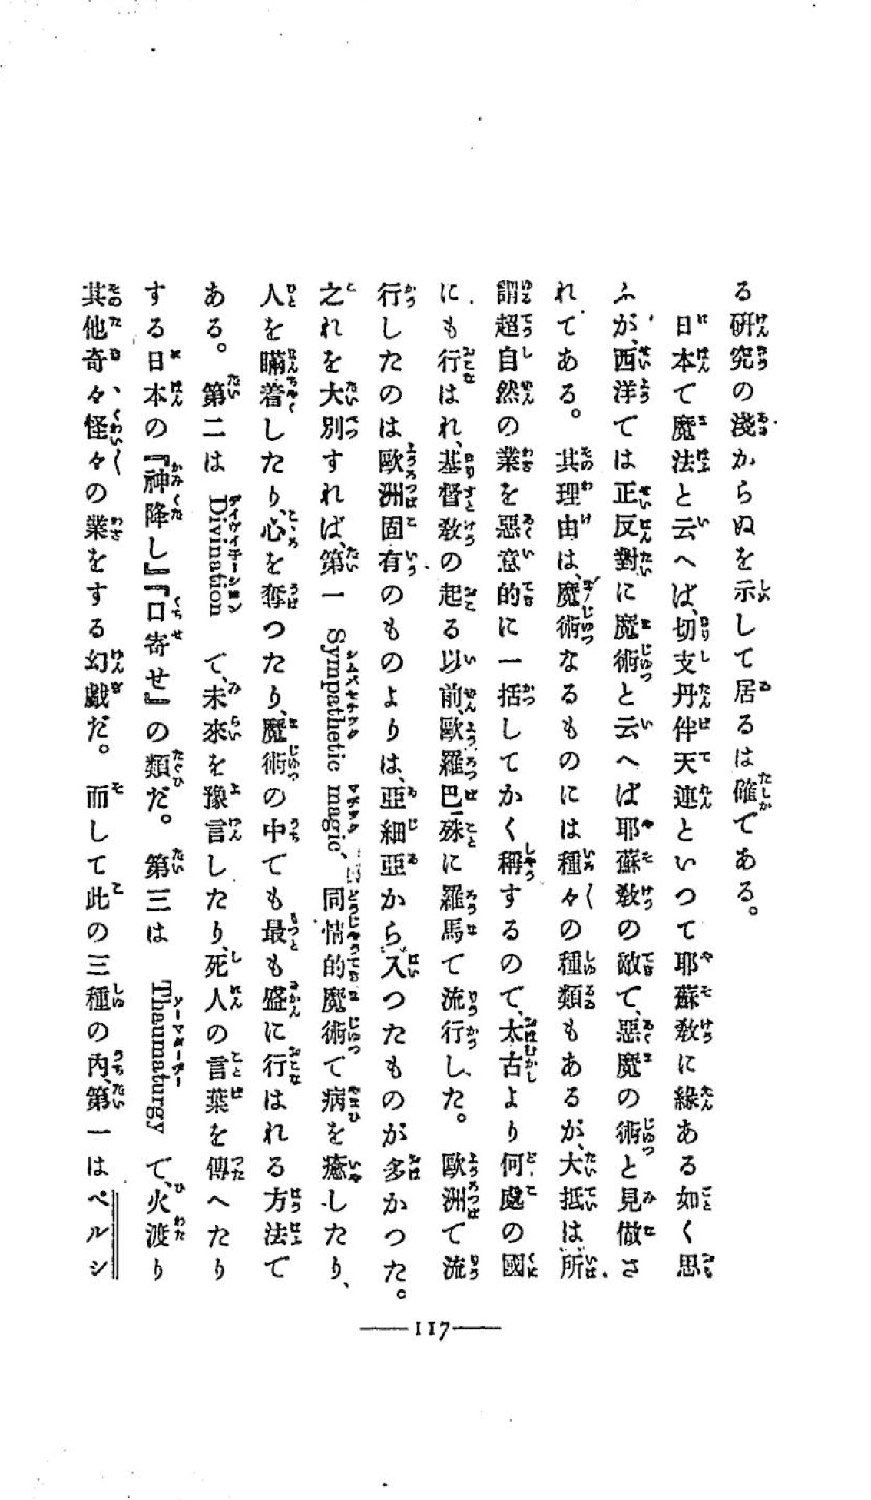 る研究の淺からぬを示して居るは確である。
日本で魔法と云へば、切支丹伴天連といつて耶蘇敎に緣ある如く思
ふが、西洋では正反對に魔術と云へば耶蘇敎の敵で、惡魔の術と見傚さ
れてある。其理由は、魔術なるものには種々の種類もあるが、大抵は所
謂超自然の業を惡意的に一括してかく稱するので、太古より何處の國
にも行はれ、基督敎の起る以前、歐羅巴殊に羅馬で流行した。歐洲で流
行したのは歐洲固有のものよりは、亞細亞から入つたものが多かつた。
之れを大別すれば、第一 Sympathetic magic、同情的魔術で病を癒したり、
人を瞞着したり、心を奪つたり、魔術の中でも最も盛に行はれる方法で
ある。第二は Divination で、未來を豫言したり、死人の言葉を傳へたり
する日本の『神降し』『口寄せ』の類だ。第三は Thaumaturgy で、火渡り
其他奇々怪々の業をする幻戲だ。而して此の三種の內、第一はペルシ
117